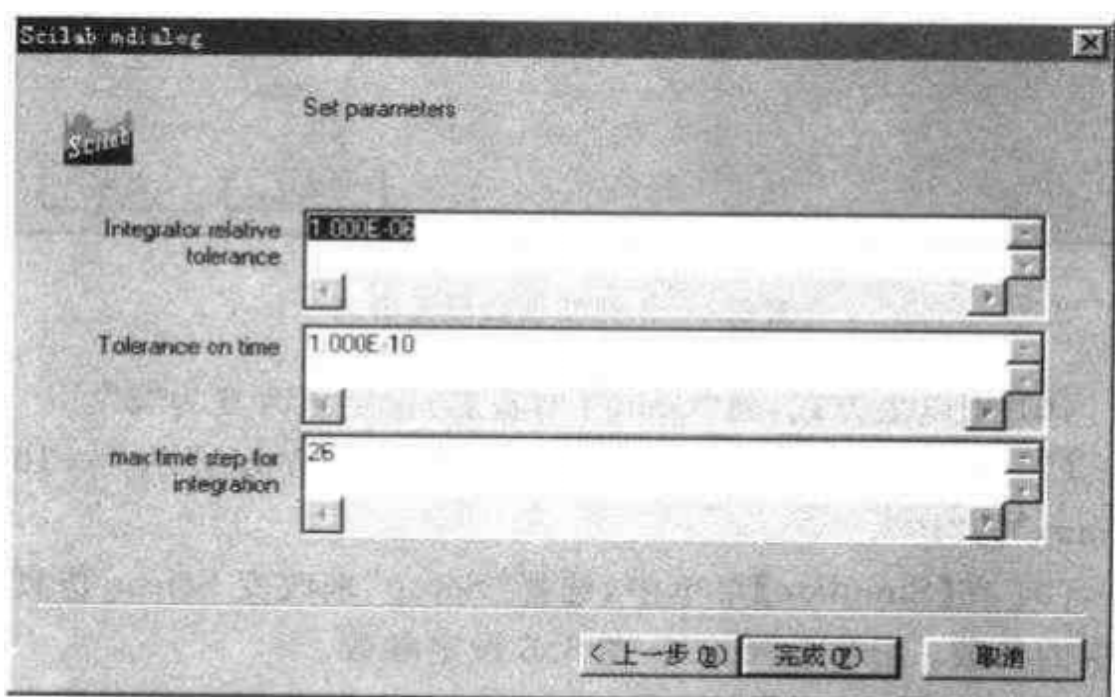 Scilab mdialog
Scilab
Set parameters
Integrator relative
tolerance
1.000E-06
Tolerance on time
1.000E-10
max time step for
integration
26
< 上一步(B)
完成(F)
取消